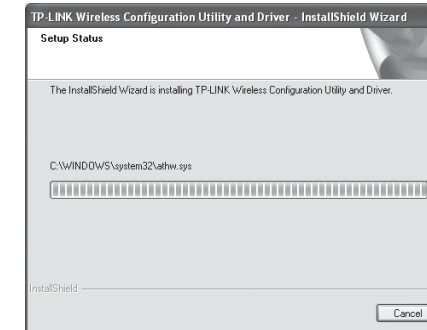 TP-LINK Wireless Configuration Utility and Driver - InstallShield Wizard
Setup Status
The InstallShield Wizard is installing TP-LINK Wireless Configuration Utility and Driver.
C:\WINDOWS\system32\athw.sys
InstallShield
Cancel